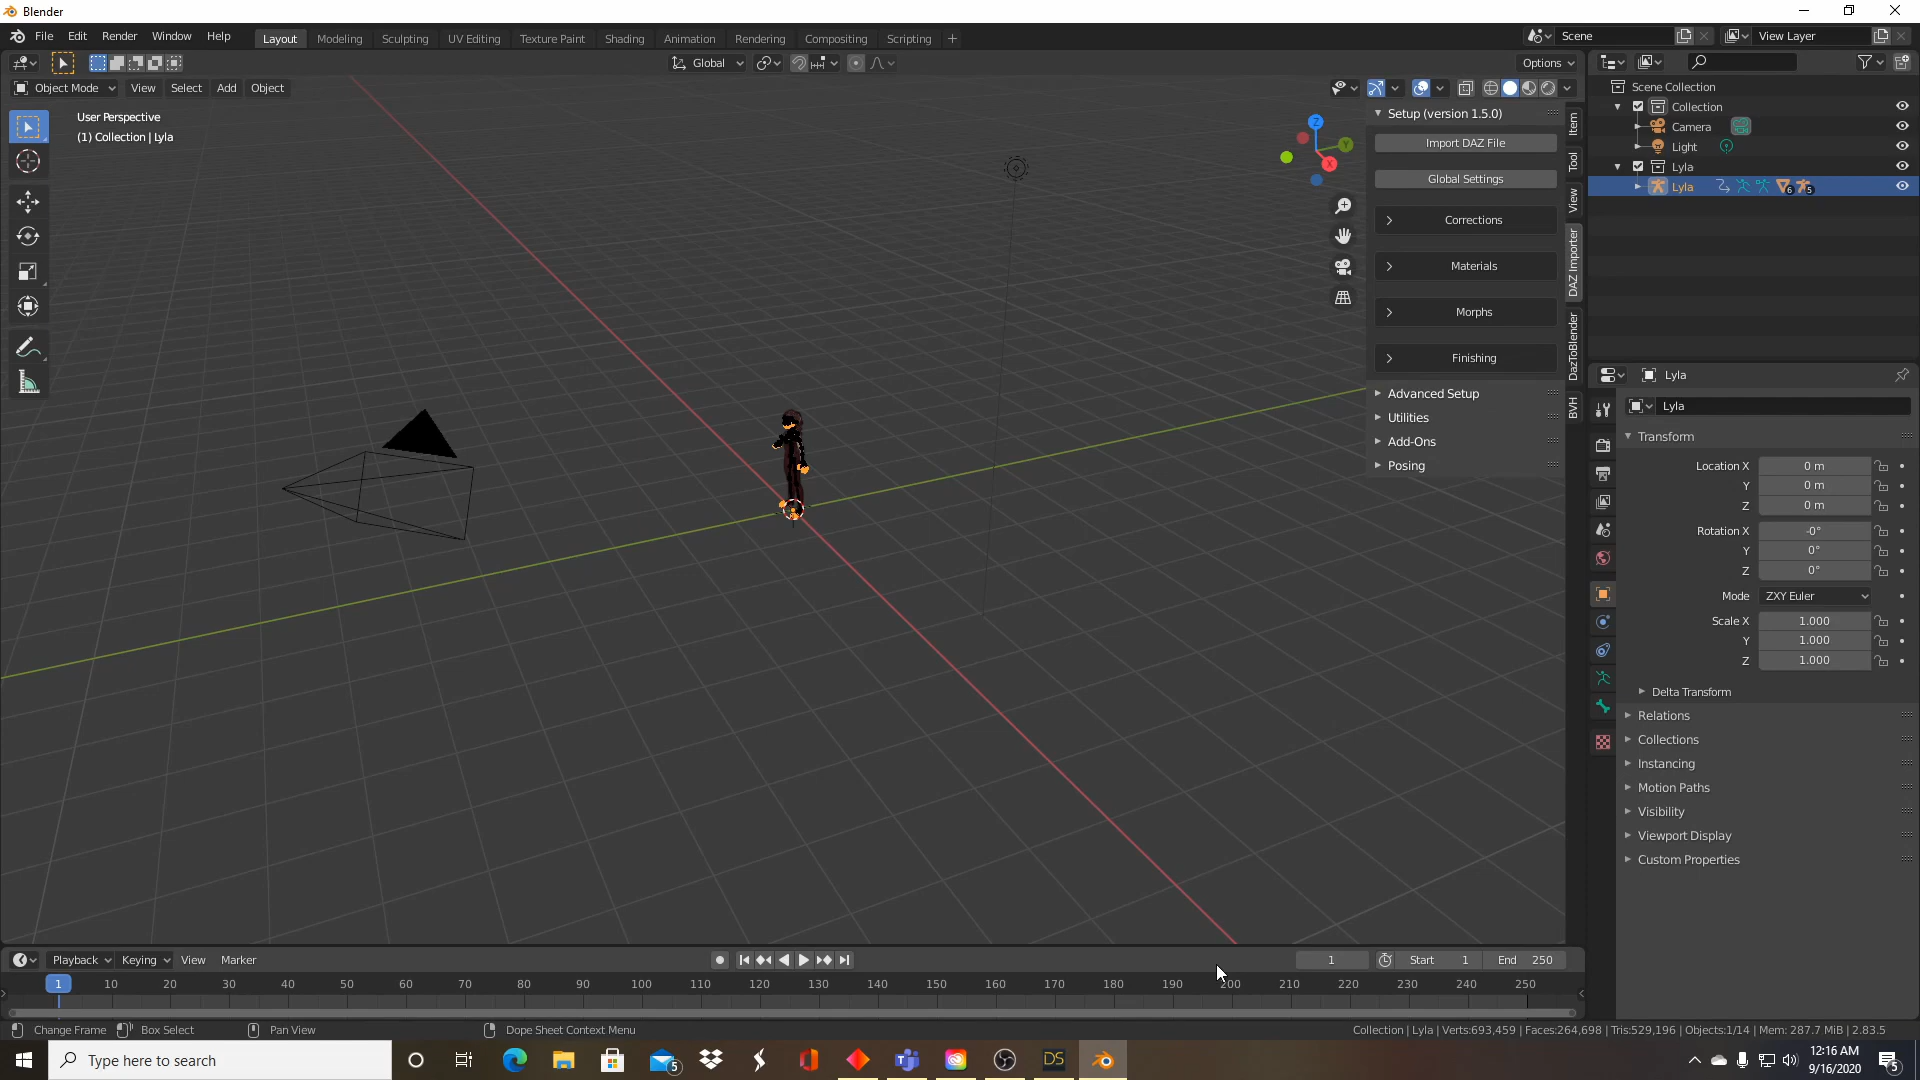 Blender
File Edit Render Window Help
Layout Modeling Sculpting UV Editing Texture Paint Shading Animation Rendering Compositing Scripting +
Scene View Layer
Global Options
Object Mode View Select Add Object
User Perspective
(1) Collection | Lyla
Z
Y
X
Setup (version 1.5.0)
Import DAZ File
Global Settings
Corrections
Materials
Morphs
Finishing
Advanced Setup
Utilities
Add-Ons
Posing
Item
Tool
View
DAZ Importer
DazToBlender
BVH
Scene Collection
Collection
Camera
Light
Lyla
Lyla 6 5
Lyla
Lyla
Transform
Location X 0 m
Y 0 m
Z 0 m
Rotation X -0°
Y 0°
Z 0°
Mode ZXY Euler
Scale X 1.000
Y 1.000
Z 1.000
Delta Transform
Relations
Collections
Instancing
Motion Paths
Visibility
Viewport Display
Custom Properties
Playback Keying View Marker 1 Start 1 End 250
1 10 20 30 40 50 60 70 80 90 100 110 120 130 140 150 160 170 180 190 200 210 220 230 240 250
Change Frame Box Select Pan View Dope Sheet Context Menu Collection | Lyla | Verts:693,459 | Faces:264,698 | Tris:529,196 | Objects:1/14 | Mem: 287.7 MiB | 2.83.5
Type here to search 5 DS 12:16 AM
9/16/2020 5